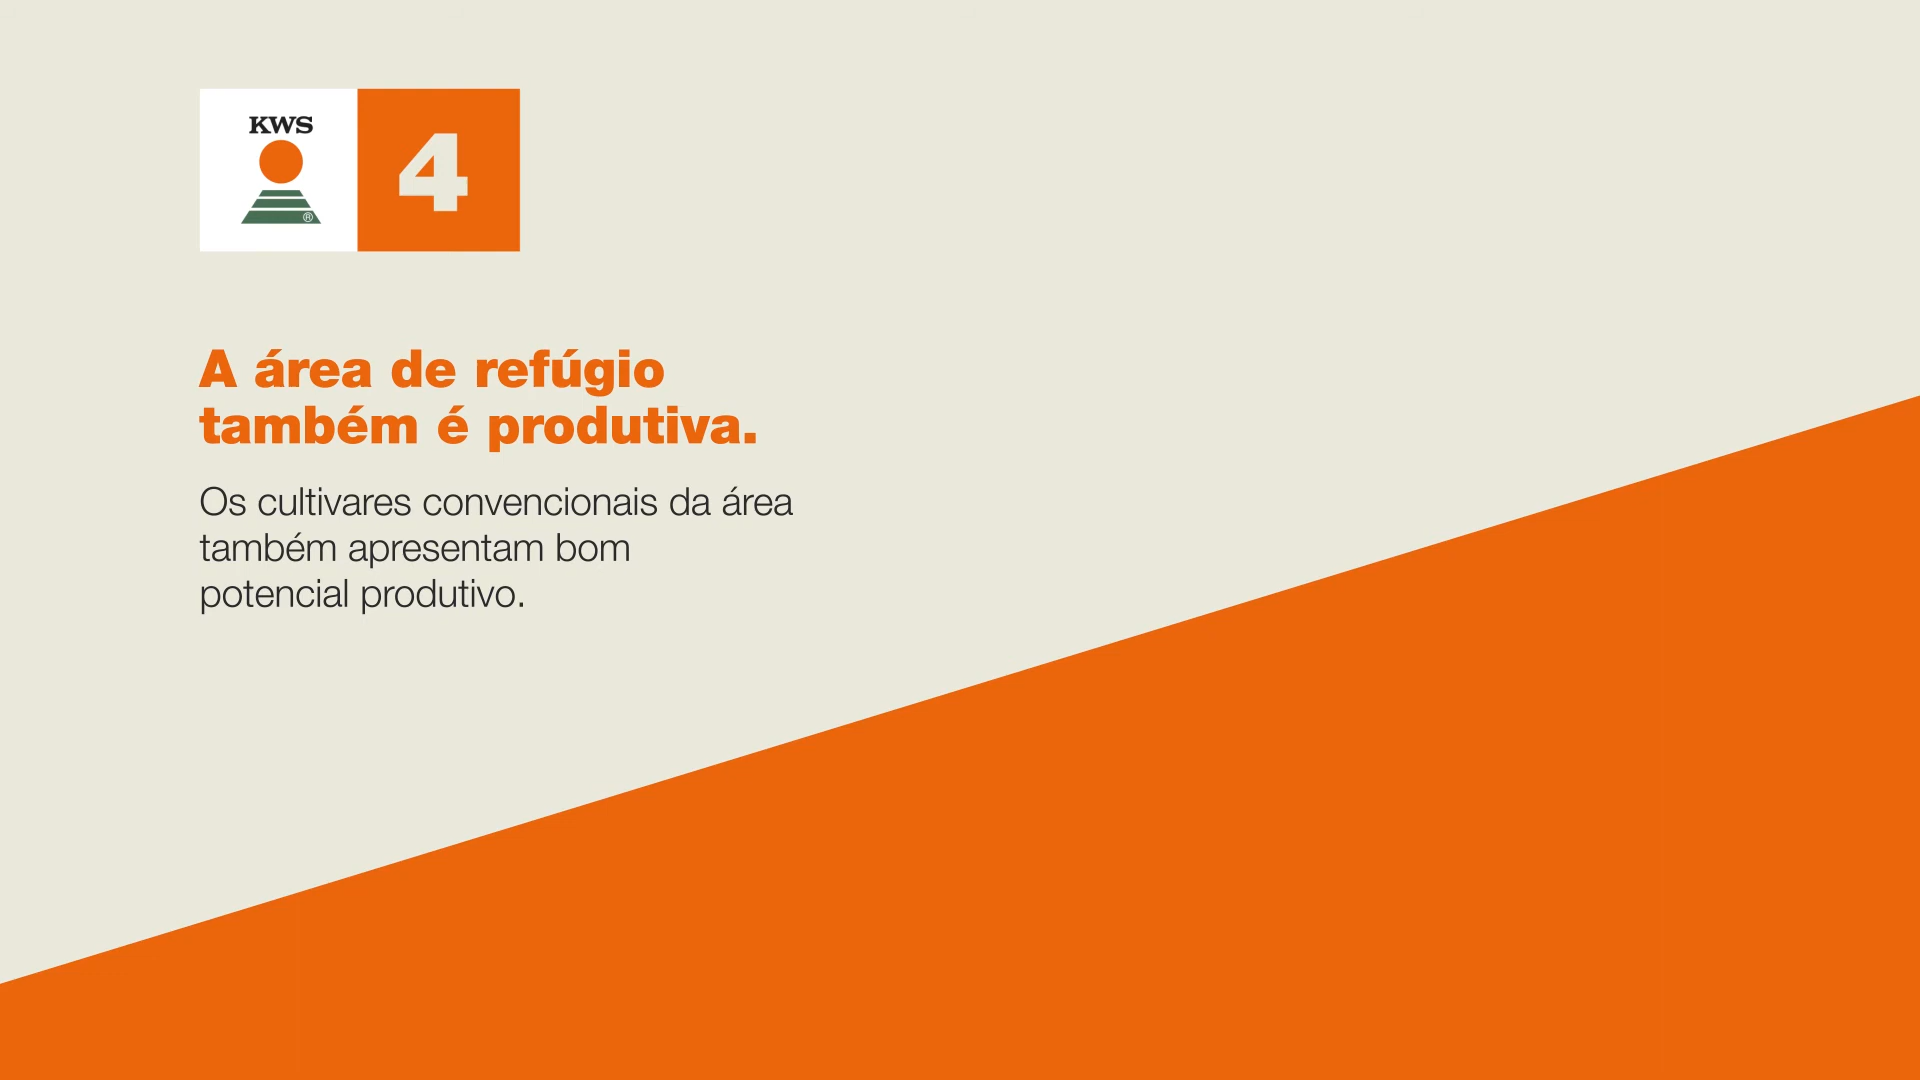 KWS
®
4
A área de refúgio
também é produtiva.
Os cultivares convencionais da área
também apresentam bom
potencial produtivo.